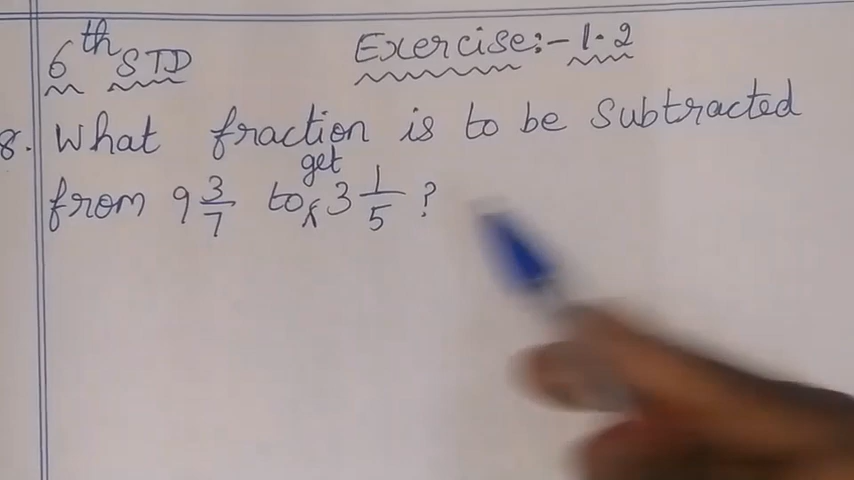 6th STD Exercise:- 1.2
8. What fraction is to be subtracted
from 9 3/7 to get 3 1/5 ?